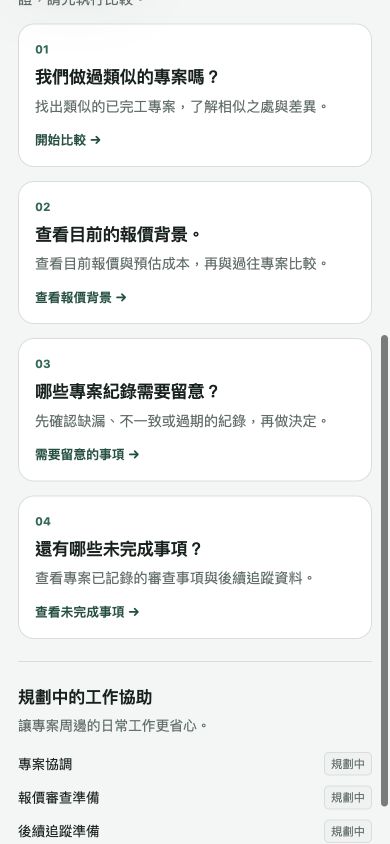 證，請先執行比較。
01
我們做過類似的專案嗎？
找出類似的已完工專案，了解相似之處與差異。
開始比較 →
02
查看目前的報價背景。
查看目前報價與預估成本，再與過往專案比較。
查看報價背景 →
03
哪些專案紀錄需要留意？
先確認缺漏、不一致或過期的紀錄，再做決定。
需要留意的事項 →
04
還有哪些未完成事項？
查看專案已記錄的審查事項與後續追蹤資料。
查看未完成事項 →
規劃中的工作協助
讓專案周邊的日常工作更省心。
專案協調 規劃中
報價審查準備 規劃中
後續追蹤準備 規劃中